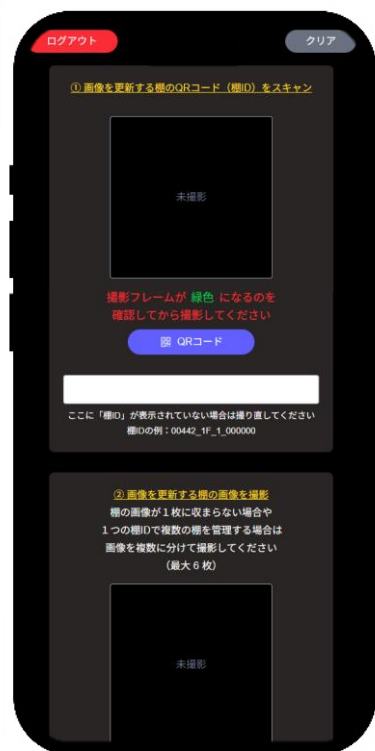 ログアウト
クリア
① 画像を更新する棚のQRコード（棚ID）をスキャン
未撮影
撮影フレームが 緑色 になるのを
確認してから撮影してください
QRコード
ここに「棚ID」が表示されていない場合は撮り直してください
棚IDの例：00442_1F_1_000000
② 画像を更新する棚の画像を撮影
棚の画像が１枚に収まらない場合や
１つの棚IDで複数の棚を管理する場合は
画像を複数に分けて撮影してください
（最大６枚）
未撮影